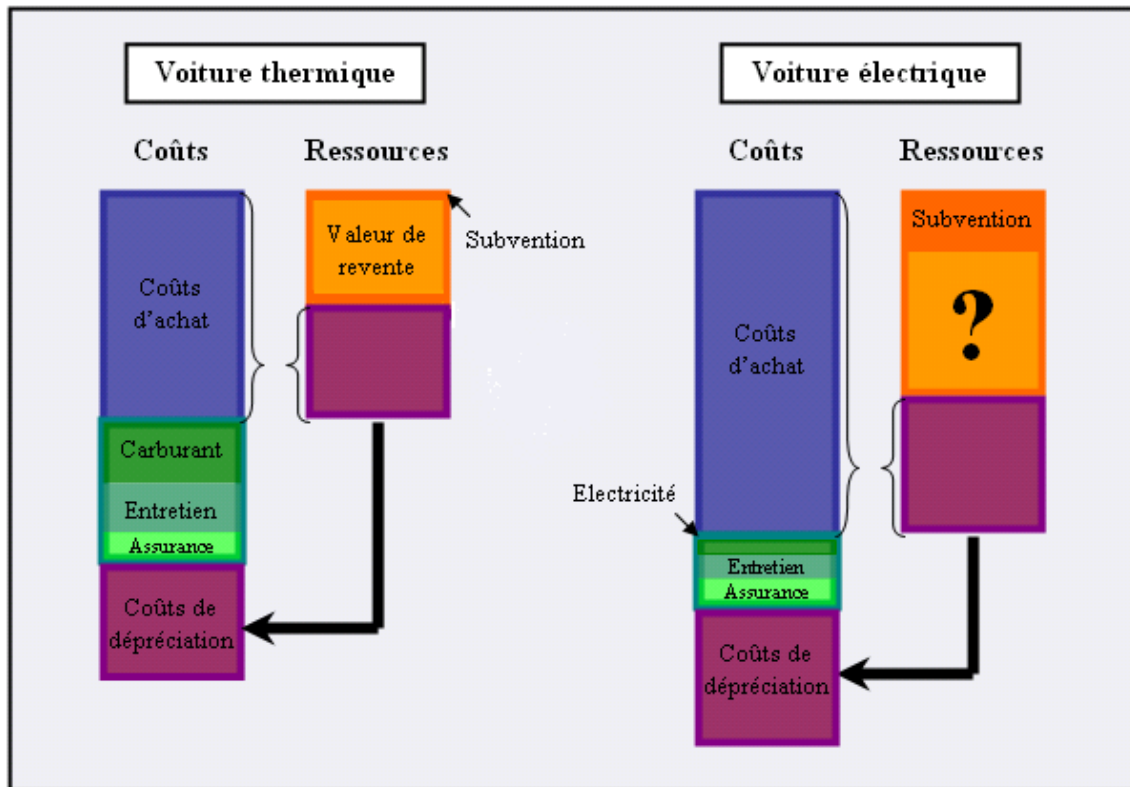 Voiture thermique
Coûts
Ressources
Coûts
d'achat
Valeur de
revente
Subvention
Carburant
Entretien
Assurance
Coûts de
dépréciation
Voiture électrique
Coûts
Ressources
Coûts
d'achat
Subvention
?
Electricité
Entretien
Assurance
Coûts de
dépréciation